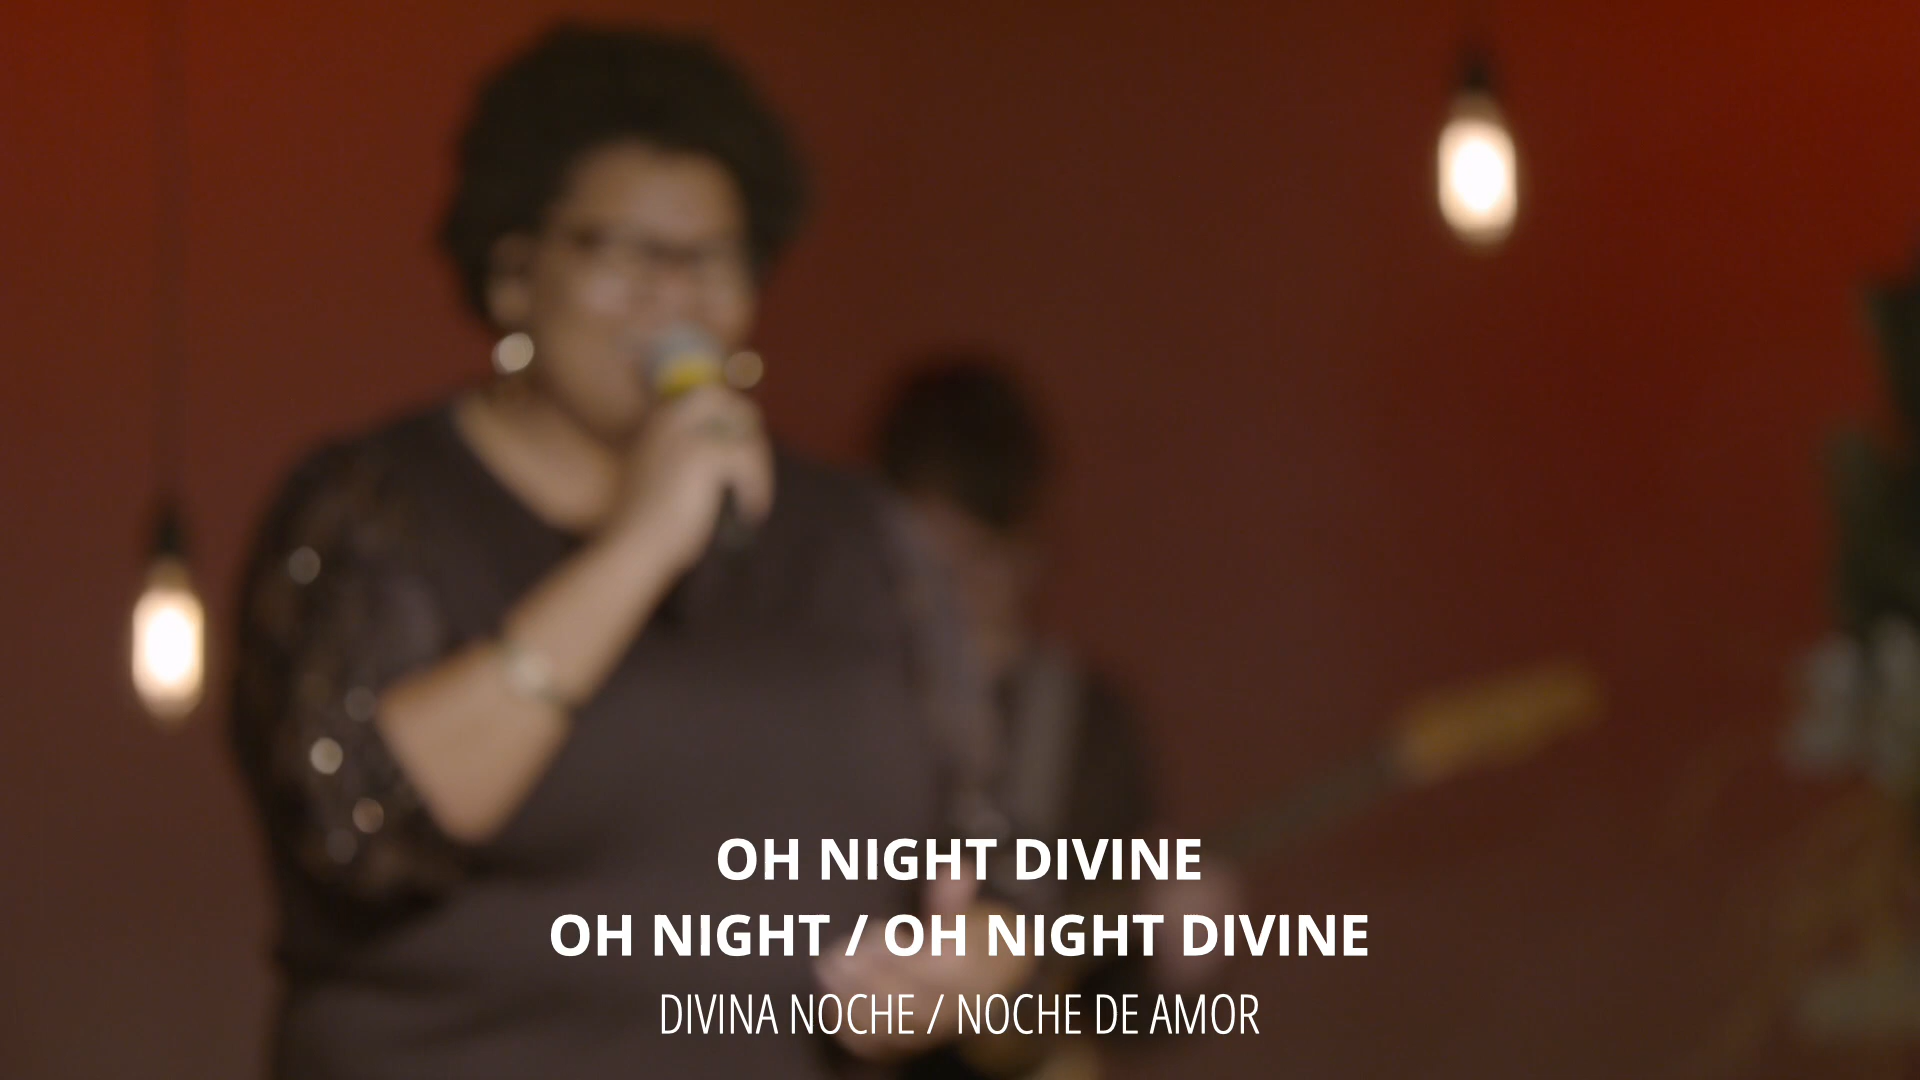 OH NIGHT DIVINE
OH NIGHT / OH NIGHT DIVINE
DIVINA NOCHE / NOCHE DE AMOR